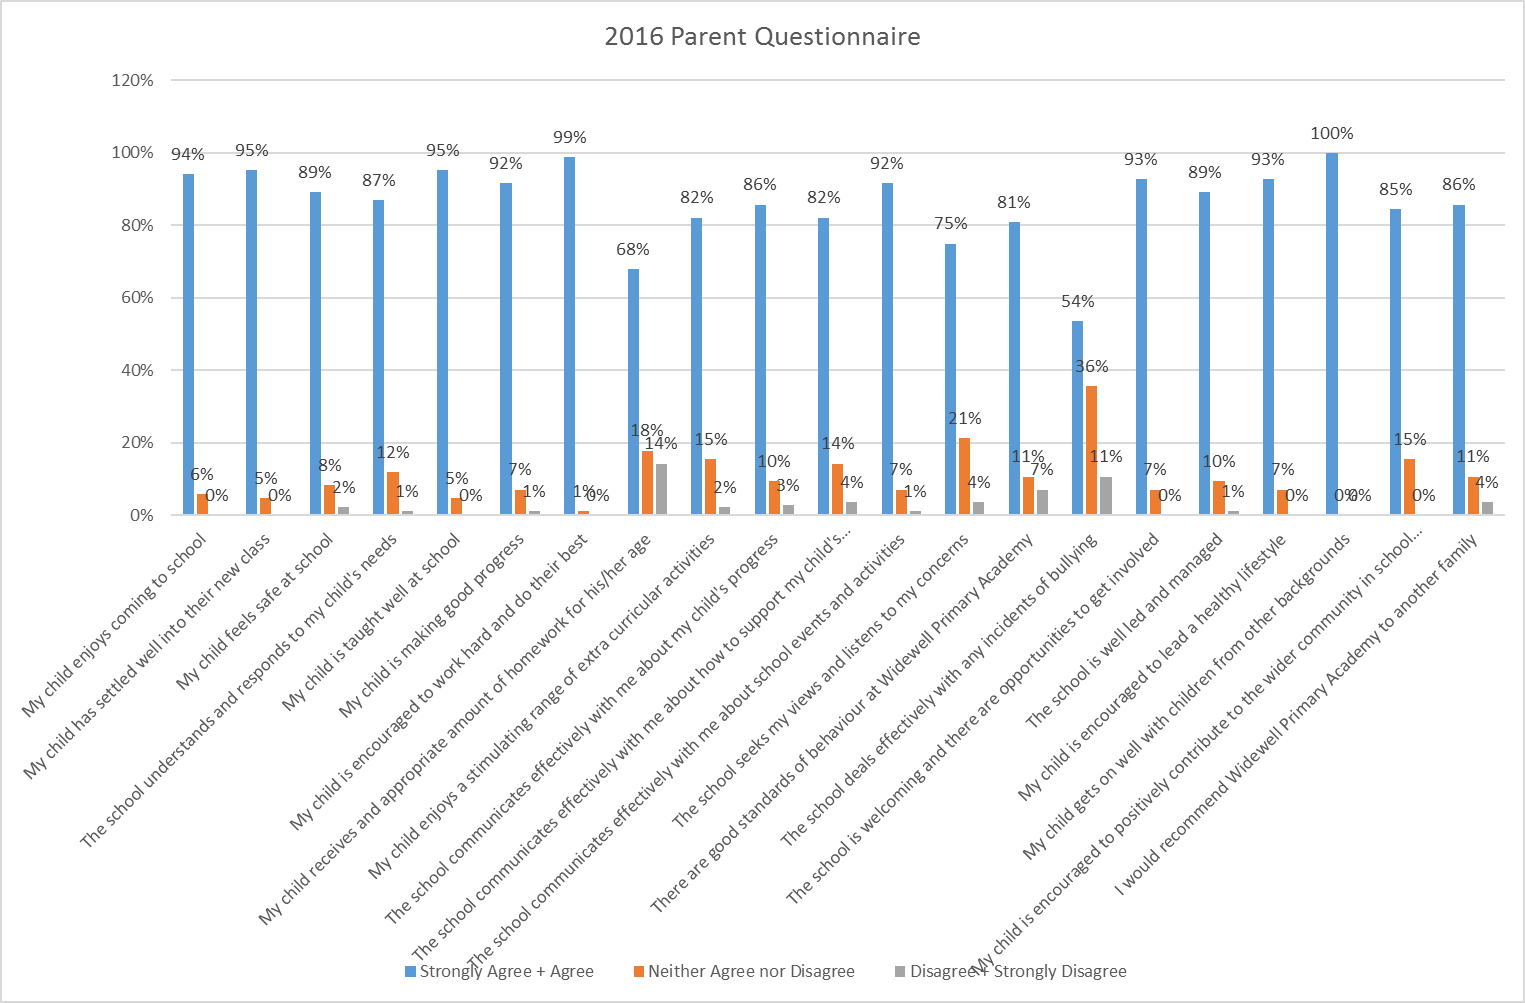 2016 Parent Questionnaire
120%
100%
80%
60%
40%
20%
0%
94%
6%
0%
95%
5%
0%
89%
8%
2%
87%
12%
1%
95%
5%
0%
92%
7%
1%
99%
1%
0%
68%
18%
14%
82%
15%
2%
86%
10%
3%
82%
14%
4%
92%
7%
1%
75%
21%
4%
81%
11%
7%
54%
36%
11%
93%
7%
0%
89%
10%
1%
93%
7%
0%
100%
0%
0%
85%
15%
0%
86%
11%
4%
My child enjoys coming to school
My child has settled well into their new class
My child feels safe at school
The school understands and responds to my child's needs
My child is taught well at school
My child is making good progress
My child is encouraged to work hard and do their best
My child receives and appropriate amount of homework for his/her age
My child enjoys a stimulating range of extra curricular activities
The school communicates effectively with me about my child's progress
The school communicates effectively with me about how to support my child's...
The school communicates effectively with me about school events and activities
The school seeks my views and listens to my concerns
There are good standards of behaviour at Widewell Primary Academy
The school deals effectively with any incidents of bullying
The school is welcoming and there are opportunities to get involved
The school is well led and managed
My child is encouraged to lead a healthy lifestyle
My child gets on well with children from other backgrounds
My child is encouraged to positively contribute to the wider community in school...
I would recommend Widewell Primary Academy to another family
Strongly Agree + Agree
Neither Agree nor Disagree
Disagree + Strongly Disagree